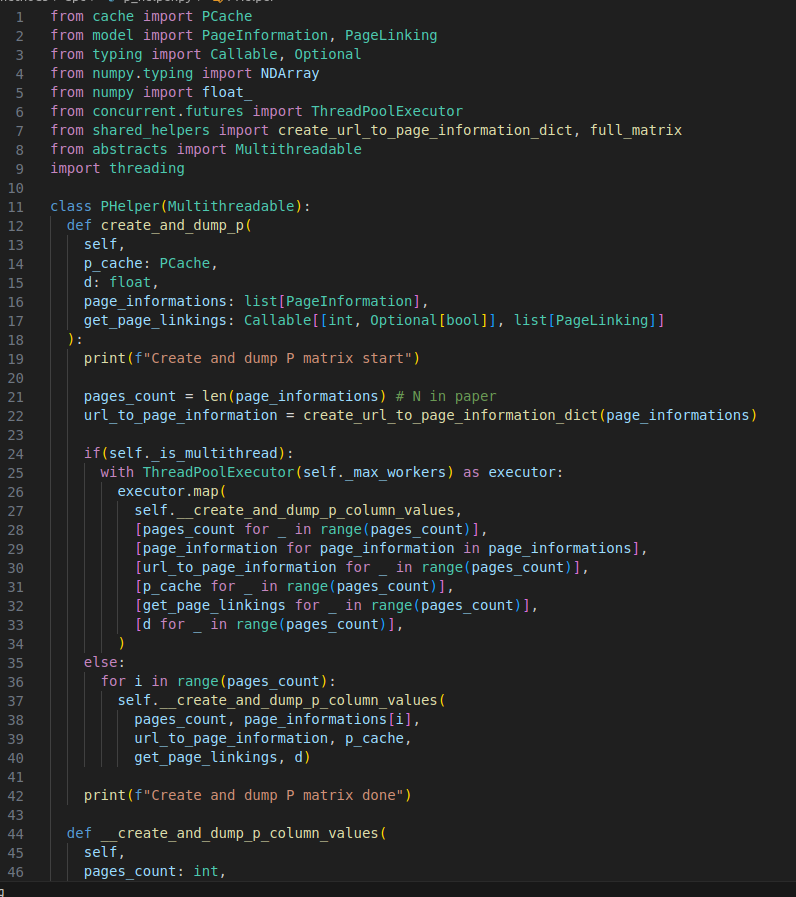 1 from cache import PCache
2 from model import PageInformation, PageLinking
3 from typing import Callable, Optional
4 from numpy.typing import NDArray
5 from numpy import float_
6 from concurrent.futures import ThreadPoolExecutor
7 from shared_helpers import create_url_to_page_information_dict, full_matrix
8 from abstracts import Multithreadable
9 import threading
10
11 class PHelper(Multithreadable):
12   def create_and_dump_p(
13     self,
14     p_cache: PCache,
15     d: float,
16     page_informations: list[PageInformation],
17     get_page_linkings: Callable[[int, Optional[bool]], list[PageLinking]]
18   ):
19     print(f"Create and dump P matrix start")
20
21     pages_count = len(page_informations) # N in paper
22     url_to_page_information = create_url_to_page_information_dict(page_informations)
23
24     if(self._is_multithread):
25       with ThreadPoolExecutor(self._max_workers) as executor:
26         executor.map(
27           self.__create_and_dump_p_column_values,
28           [pages_count for _ in range(pages_count)],
29           [page_information for page_information in page_informations],
30           [url_to_page_information for _ in range(pages_count)],
31           [p_cache for _ in range(pages_count)],
32           [get_page_linkings for _ in range(pages_count)],
33           [d for _ in range(pages_count)],
34         )
35     else:
36       for i in range(pages_count):
37         self.__create_and_dump_p_column_values(
38           pages_count, page_informations[i],
39           url_to_page_information, p_cache,
40           get_page_linkings, d)
41
42     print(f"Create and dump P matrix done")
43
44   def __create_and_dump_p_column_values(
45     self,
46     pages_count: int,